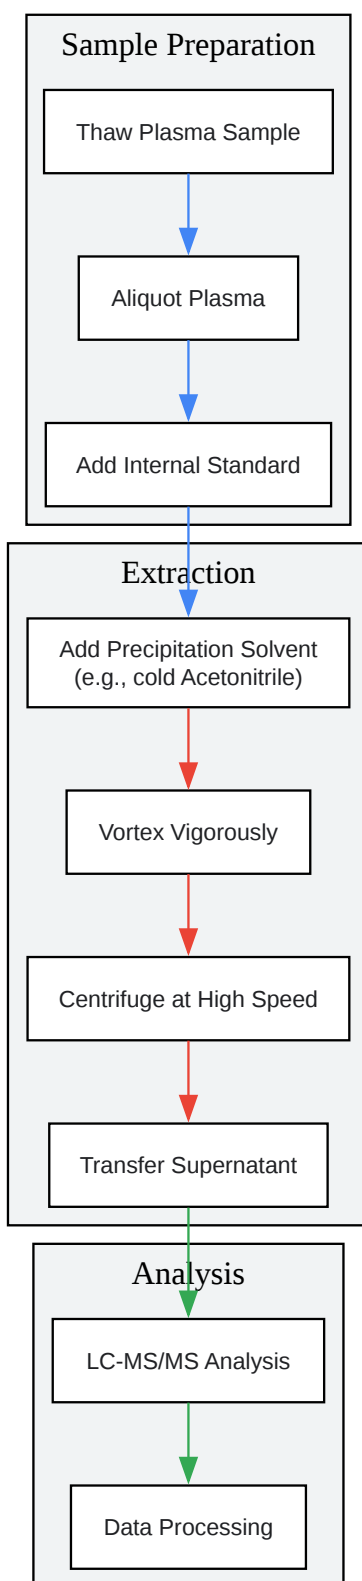 Sample Preparation
Thaw Plasma Sample
Aliquot Plasma
Add Internal Standard
Extraction
Add Precipitation Solvent
(e.g., cold Acetonitrile)
Vortex Vigorously
Centrifuge at High Speed
Transfer Supernatant
Analysis
LC-MS/MS Analysis
Data Processing